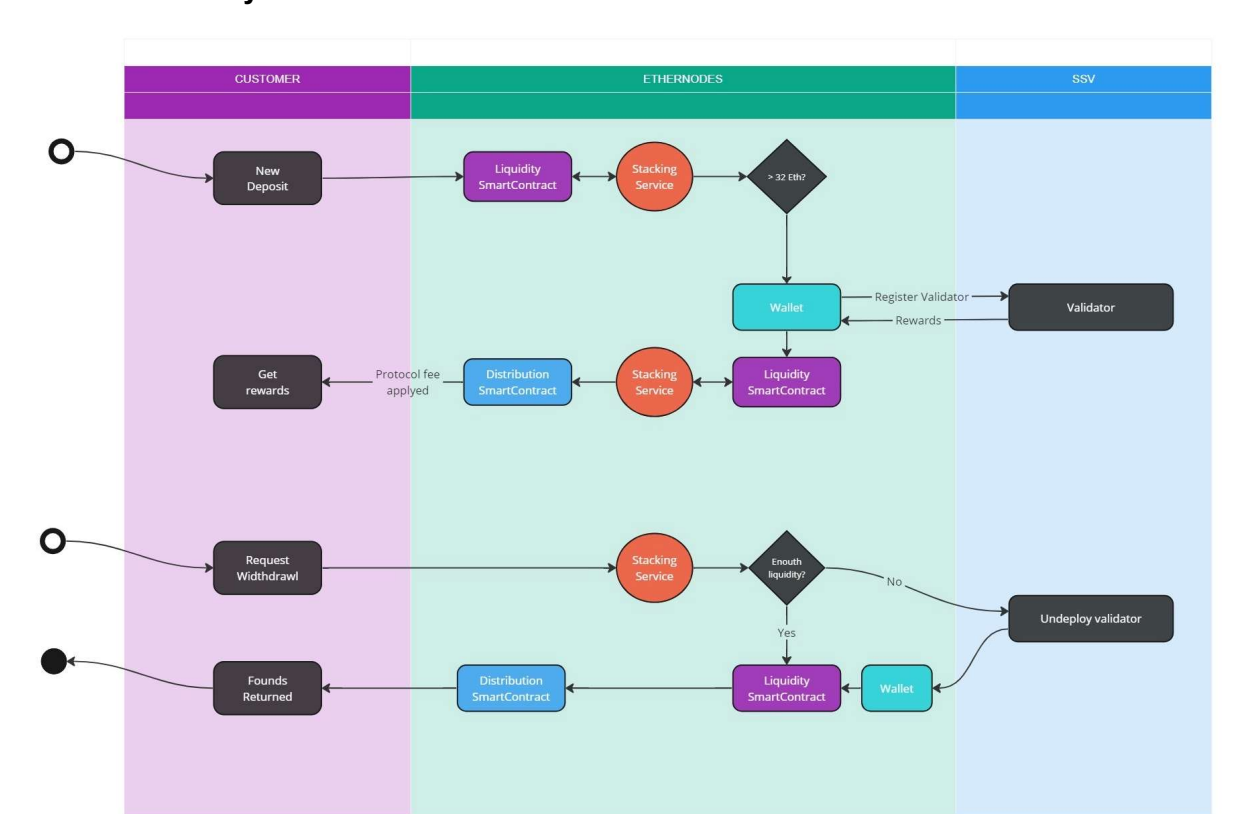 CUSTOMER
ETHERNODES
SSV
New
Deposit
Liquidity
SmartContract
Stacking
Service
> 32 Eth?
Wallet
Register Validator
Rewards
Validator
Get
rewards
Protocol fee
applyed
Distribution
SmartContract
Stacking
Service
Liquidity
SmartContract
Request
Widthdrawl
Stacking
Service
Enouth
liquidity?
No
Undeploy validator
Yes
Founds
Returned
Distribution
SmartContract
Liquidity
SmartContract
Wallet